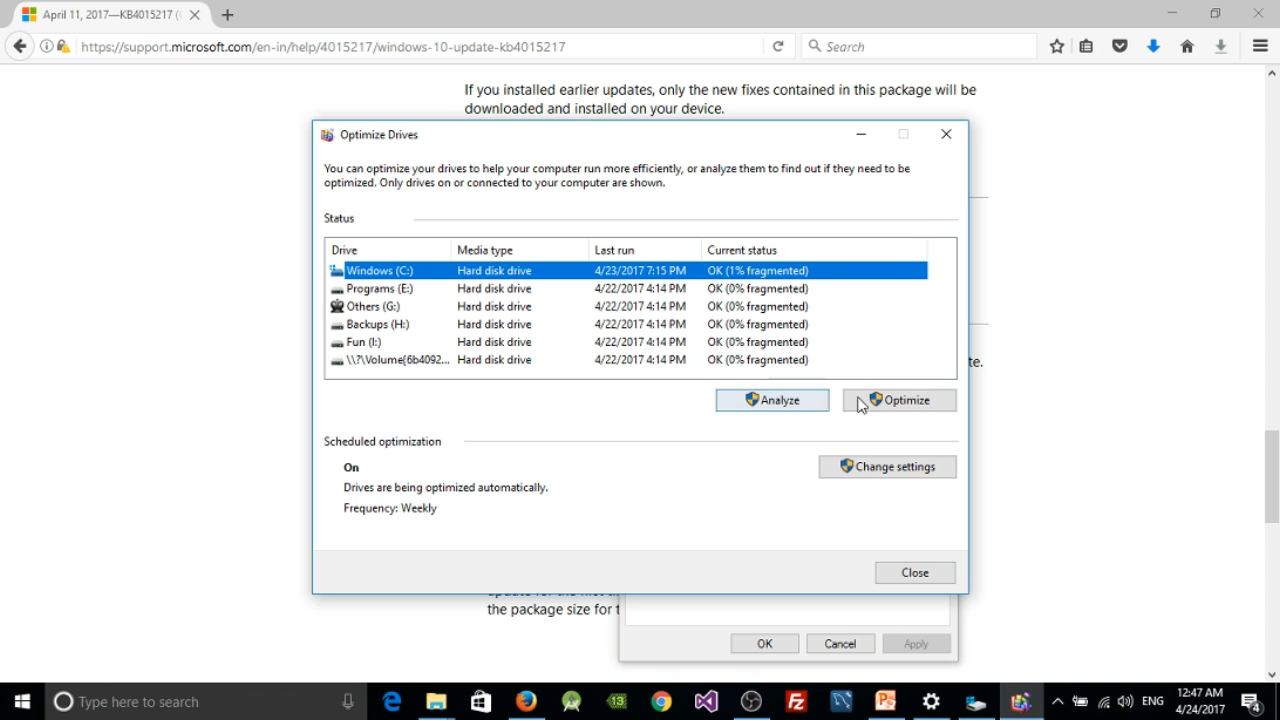 April 11, 2017—KB4015217 (
https://support.microsoft.com/en-in/help/4015217/windows-10-update-kb4015217
Search
If you installed earlier updates, only the new fixes contained in this package will be
downloaded and installed on your device.
Optimize Drives
You can optimize your drives to help your computer run more efficiently, or analyze them to find out if they need to be
optimized. Only drives on or connected to your computer are shown.
Status
Drive Media type Last run Current status
Windows (C:) Hard disk drive 4/23/2017 7:15 PM OK (1% fragmented)
Programs (E:) Hard disk drive 4/22/2017 4:14 PM OK (0% fragmented)
Others (G:) Hard disk drive 4/22/2017 4:14 PM OK (0% fragmented)
Backups (H:) Hard disk drive 4/22/2017 4:14 PM OK (0% fragmented)
Fun (I:) Hard disk drive 4/22/2017 4:14 PM OK (0% fragmented)
\\?\Volume{6b4092... Hard disk drive 4/22/2017 4:14 PM OK (0% fragmented)
te.
Analyze Optimize
Scheduled optimization
On
Change settings
Drives are being optimized automatically.
Frequency: Weekly
Close
the package size for t
OK Cancel Apply
Type here to search
13
ENG
12:47 AM
4/24/2017
4